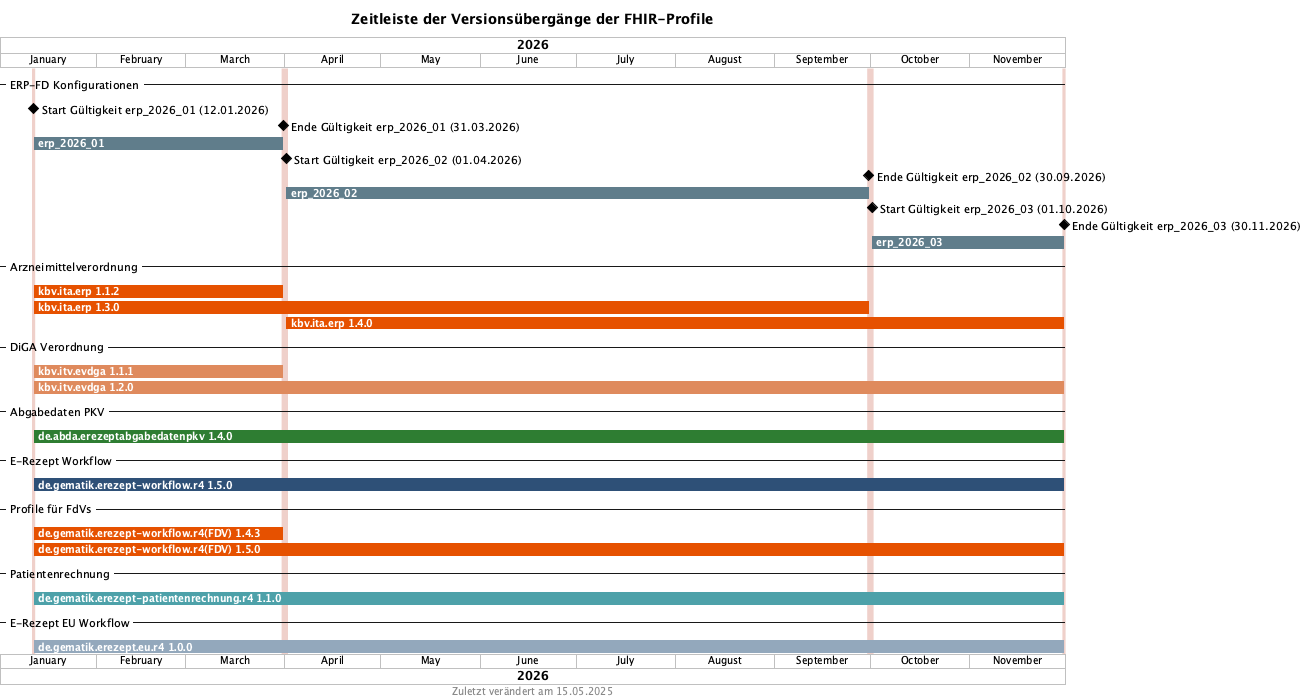 Zeitleiste der Versionsübergänge der FHIR-Profile
2026
January February March April May June July August September October November
ERP-FD Konfigurationen
Start Gültigkeit erp_2026_01 (12.01.2026)
Ende Gültigkeit erp_2026_01 (31.03.2026)
erp_2026_01
Start Gültigkeit erp_2026_02 (01.04.2026)
Ende Gültigkeit erp_2026_02 (30.09.2026)
erp_2026_02
Start Gültigkeit erp_2026_03 (01.10.2026)
Ende Gültigkeit erp_2026_03 (30.11.2026)
erp_2026_03
Arzneimittelverordnung
kbv.ita.erp 1.1.2
kbv.ita.erp 1.3.0
kbv.ita.erp 1.4.0
DiGA Verordnung
kbv.itv.evdga 1.1.1
kbv.itv.evdga 1.2.0
Abgabedaten PKV
de.abda.erezeptabgabedatenpkv 1.4.0
E-Rezept Workflow
de.gematik.erezept-workflow.r4 1.5.0
Profile für FdVs
de.gematik.erezept-workflow.r4(FDV) 1.4.3
de.gematik.erezept-workflow.r4(FDV) 1.5.0
Patientenrechnung
de.gematik.erezept-patientenrechnung.r4 1.1.0
E-Rezept EU Workflow
de.gematik.erezept.eu.r4 1.0.0
January February March April May June July August September October November
2026
Zuletzt verändert am 15.05.2025